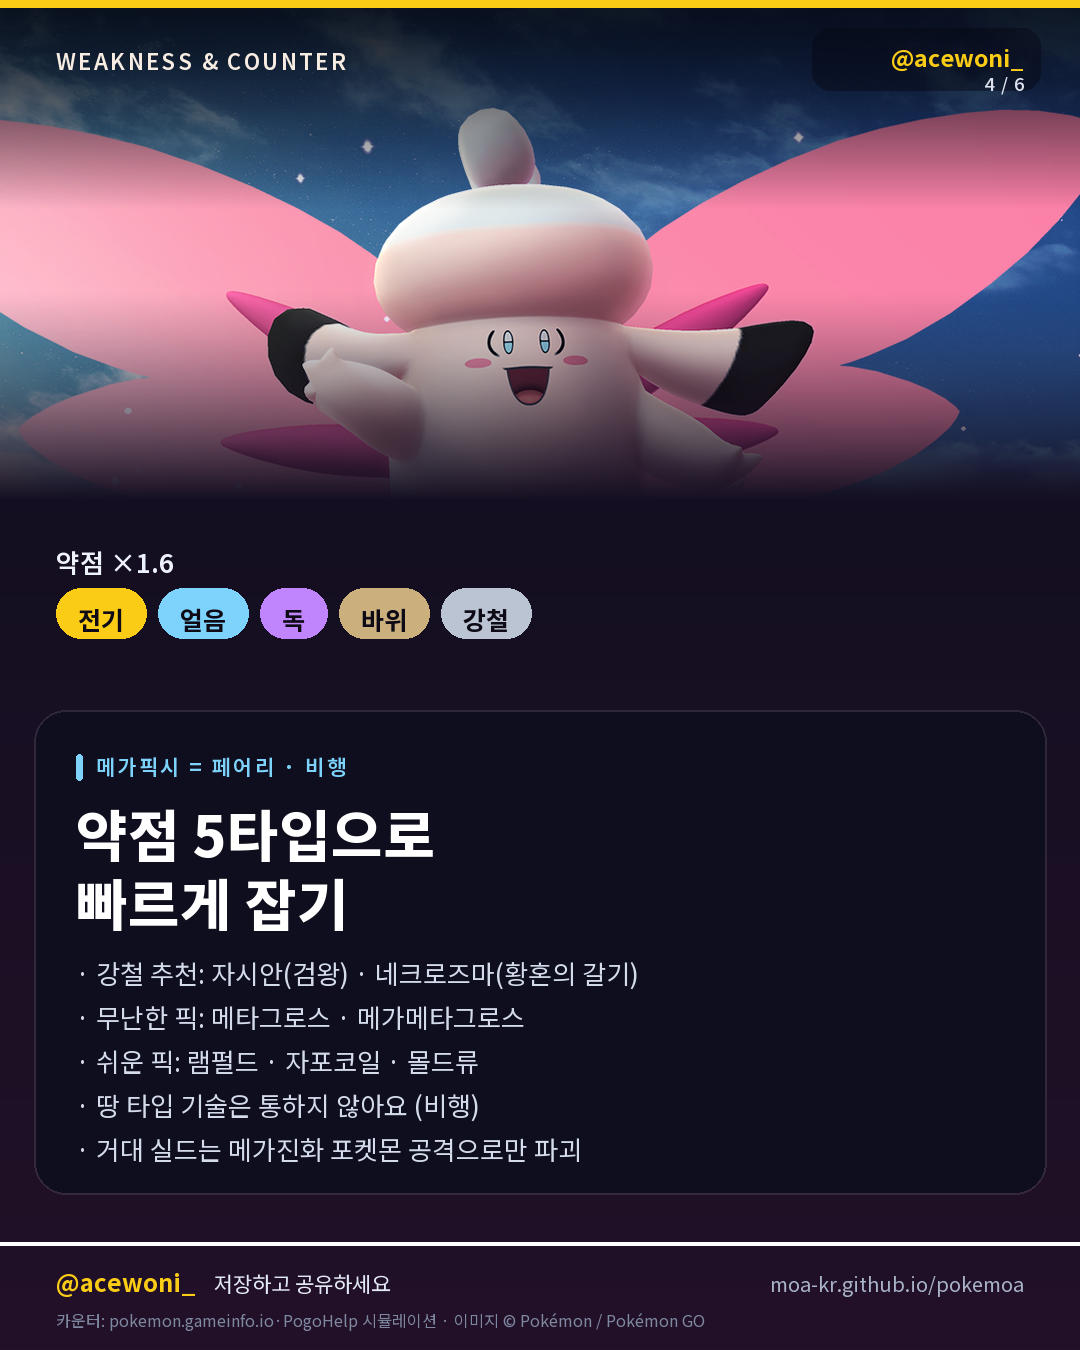 WEAKNESS & COUNTER
@acewoni_
4 / 6
약점 ×1.6
전기 얼음 독 바위 강철
메가픽시 = 페어리 · 비행
약점 5타입으로
빠르게 잡기
· 강철 추천: 자시안(검왕) · 네크로즈마(황혼의 갈기)
· 무난한 픽: 메타그로스 · 메가메타그로스
· 쉬운 픽: 램펄드 · 자포코일 · 몰드류
· 땅 타입 기술은 통하지 않아요 (비행)
· 거대 실드는 메가진화 포켓몬 공격으로만 파괴
@acewoni_ 저장하고 공유하세요
moa-kr.github.io/pokemoa
카운터: pokemon.gameinfo.io·PogoHelp 시뮬레이션 · 이미지 © Pokémon / Pokémon GO